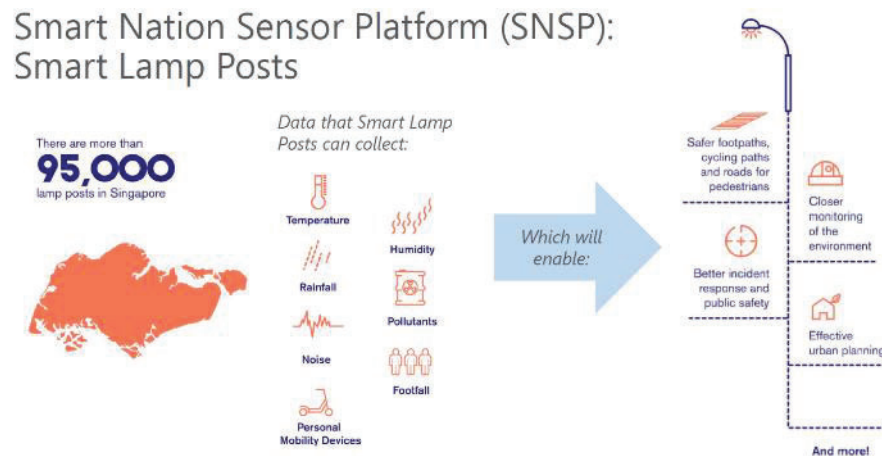 Smart Nation Sensor Platform (SNSP):
Smart Lamp Posts
There are more than
95,000
lamp posts in Singapore
Data that Smart Lamp
Posts can collect:
Temperature
Humidity
Rainfall
Pollutants
Noise
Footfall
Personal
Mobility Devices
Which will
enable:
Safer footpaths,
cycling paths
and roads for
pedestrians
Closer
monitoring
of the
environment
Better incident
response and
public safety
Effective
urban planning
And more!